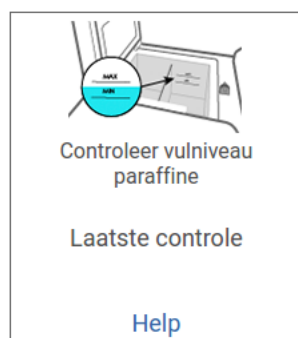 MAX
MIN
Controleer vulniveau
paraffine
Laatste controle
Help